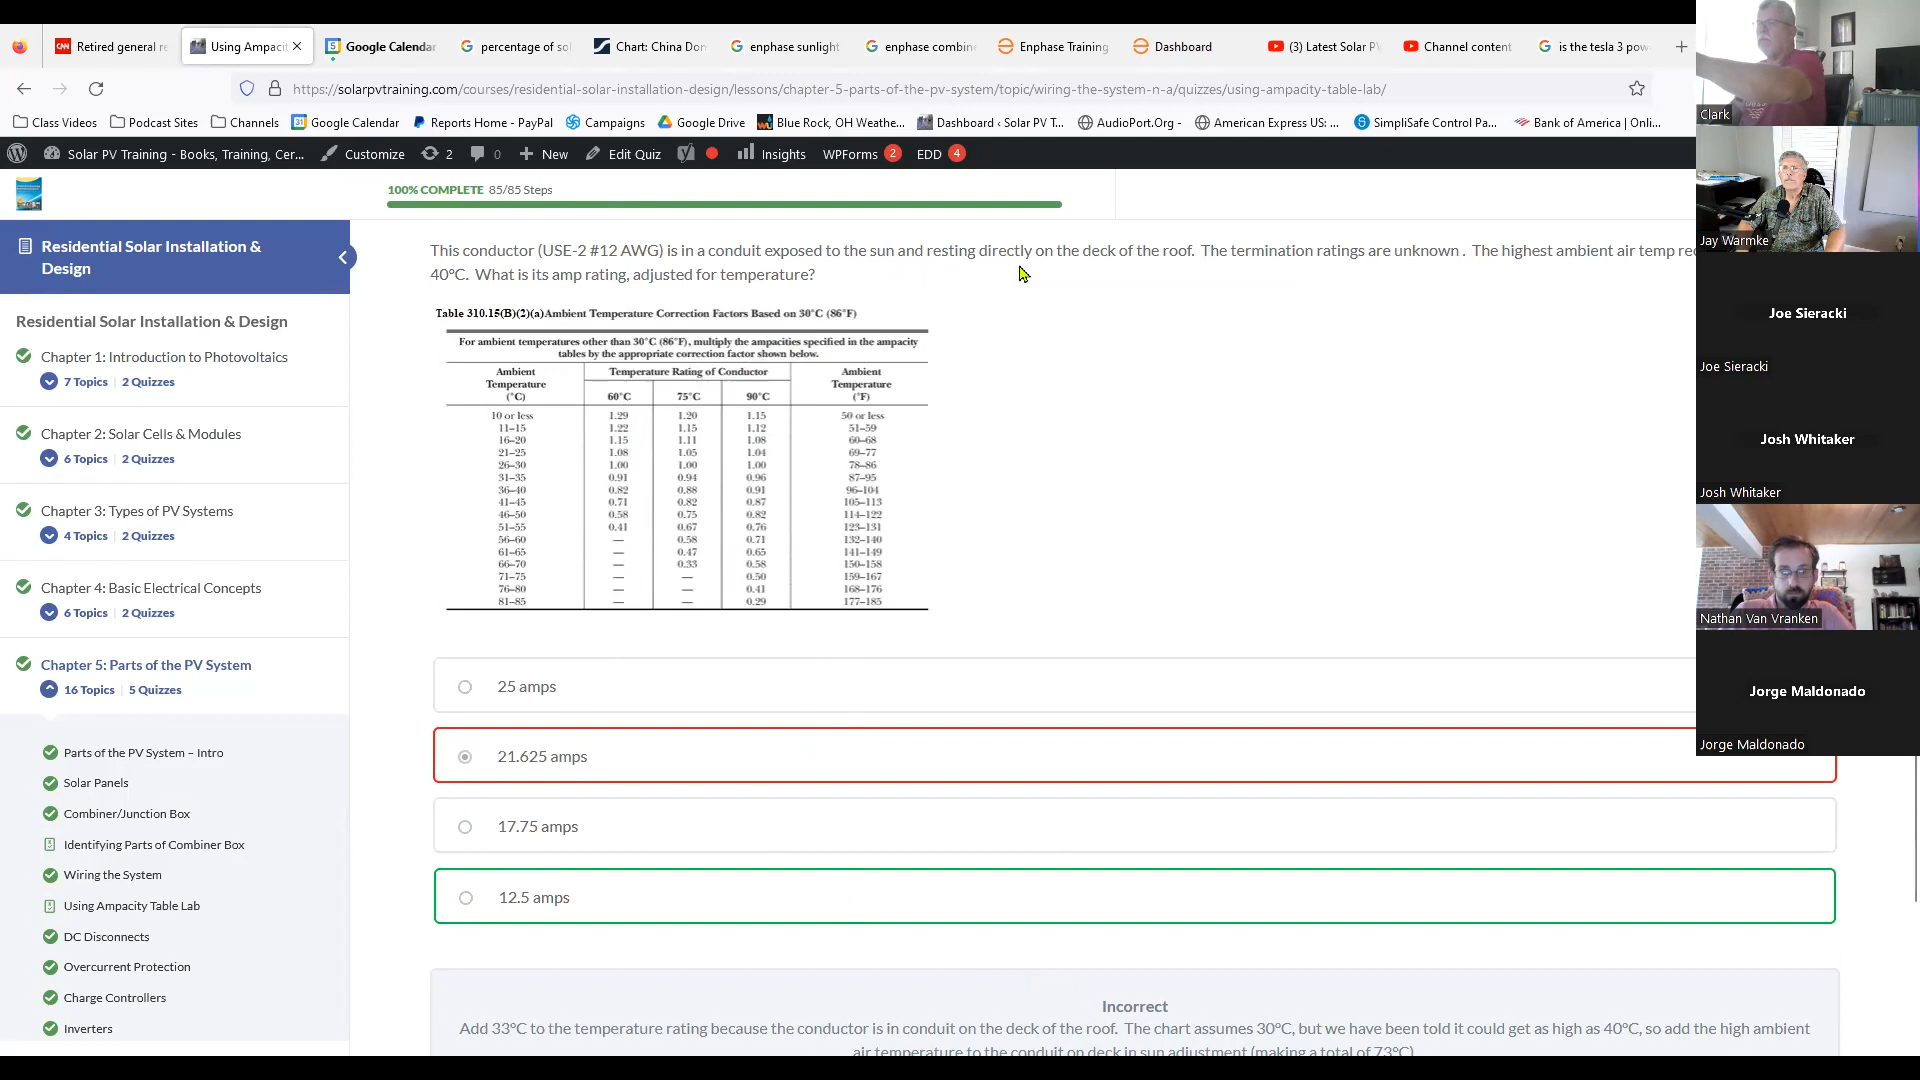 Retired general re
Using Ampacit
Google Calendar
percentage of so
Chart: China Don
enphase sunlight
enphase combine
Enphase Training
Dashboard
(3) Latest Solar PV
Channel content
is the tesla 3 pow
https://solarpvtraining.com/courses/residential-solar-installation-design/lessons/chapter-5-parts-of-the-pv-system/topic/wiring-the-system-n-a/quizzes/using-ampacity-table-lab/
Class Videos
Podcast Sites
Channels
Google Calendar
Reports Home - PayPal
Campaigns
Google Drive
Blue Rock, OH Weathe...
Dashboard ‹ Solar PV T...
AudioPort.Org -
American Express US: ...
SimpliSafe Control Pa...
Bank of America | Onli...
Solar PV Training - Books, Training, Cer...
Customize
2
0
New
Edit Quiz
Insights
WPForms 2
EDD 4
100% COMPLETE 85/85 Steps
Residential Solar Installation &
Design
Residential Solar Installation & Design
Chapter 1: Introduction to Photovoltaics
7 Topics | 2 Quizzes
Chapter 2: Solar Cells & Modules
6 Topics | 2 Quizzes
Chapter 3: Types of PV Systems
4 Topics | 2 Quizzes
Chapter 4: Basic Electrical Concepts
6 Topics | 2 Quizzes
Chapter 5: Parts of the PV System
16 Topics | 5 Quizzes
Parts of the PV System – Intro
Solar Panels
Combiner/Junction Box
Identifying Parts of Combiner Box
Wiring the System
Using Ampacity Table Lab
DC Disconnects
Overcurrent Protection
Charge Controllers
Inverters
This conductor (USE-2 #12 AWG) is in a conduit exposed to the sun and resting directly on the deck of the roof. The termination ratings are unknown . The highest ambient air temp rec
40°C. What is its amp rating, adjusted for temperature?
Table 310.15(B)(2)(a) Ambient Temperature Correction Factors Based on 30°C (86°F)
For ambient temperatures other than 30°C (86°F), multiply the ampacities specified in the ampacity
tables by the appropriate correction factor shown below.
Ambient Temperature (°C) Temperature Rating of Conductor Ambient Temperature (°F)
60°C 75°C 90°C
10 or less 1.29 1.20 1.15 50 or less
11–15 1.22 1.15 1.12 51–59
16–20 1.15 1.11 1.08 60–68
21–25 1.08 1.05 1.04 69–77
26–30 1.00 1.00 1.00 78–86
31–35 0.91 0.94 0.96 87–95
36–40 0.82 0.88 0.91 96–104
41–45 0.71 0.82 0.87 105–113
46–50 0.58 0.75 0.82 114–122
51–55 0.41 0.67 0.76 123–131
56–60 — 0.58 0.71 132–140
61–65 — 0.47 0.65 141–149
66–70 — 0.33 0.58 150–158
71–75 — — 0.50 159–167
76–80 — — 0.41 168–176
81–85 — — 0.29 177–185
25 amps
21.625 amps
17.75 amps
12.5 amps
Incorrect
Add 33°C to the temperature rating because the conductor is in conduit on the deck of the roof. The chart assumes 30°C, but we have been told it could get as high as 40°C, so add the high ambient
air temperature to the conduit on deck in sun adjustment (making a total of 73°C)
Clark
Jay Warmke
Joe Sieracki
Joe Sieracki
Josh Whitaker
Josh Whitaker
Nathan Van Vranken
Jorge Maldonado
Jorge Maldonado